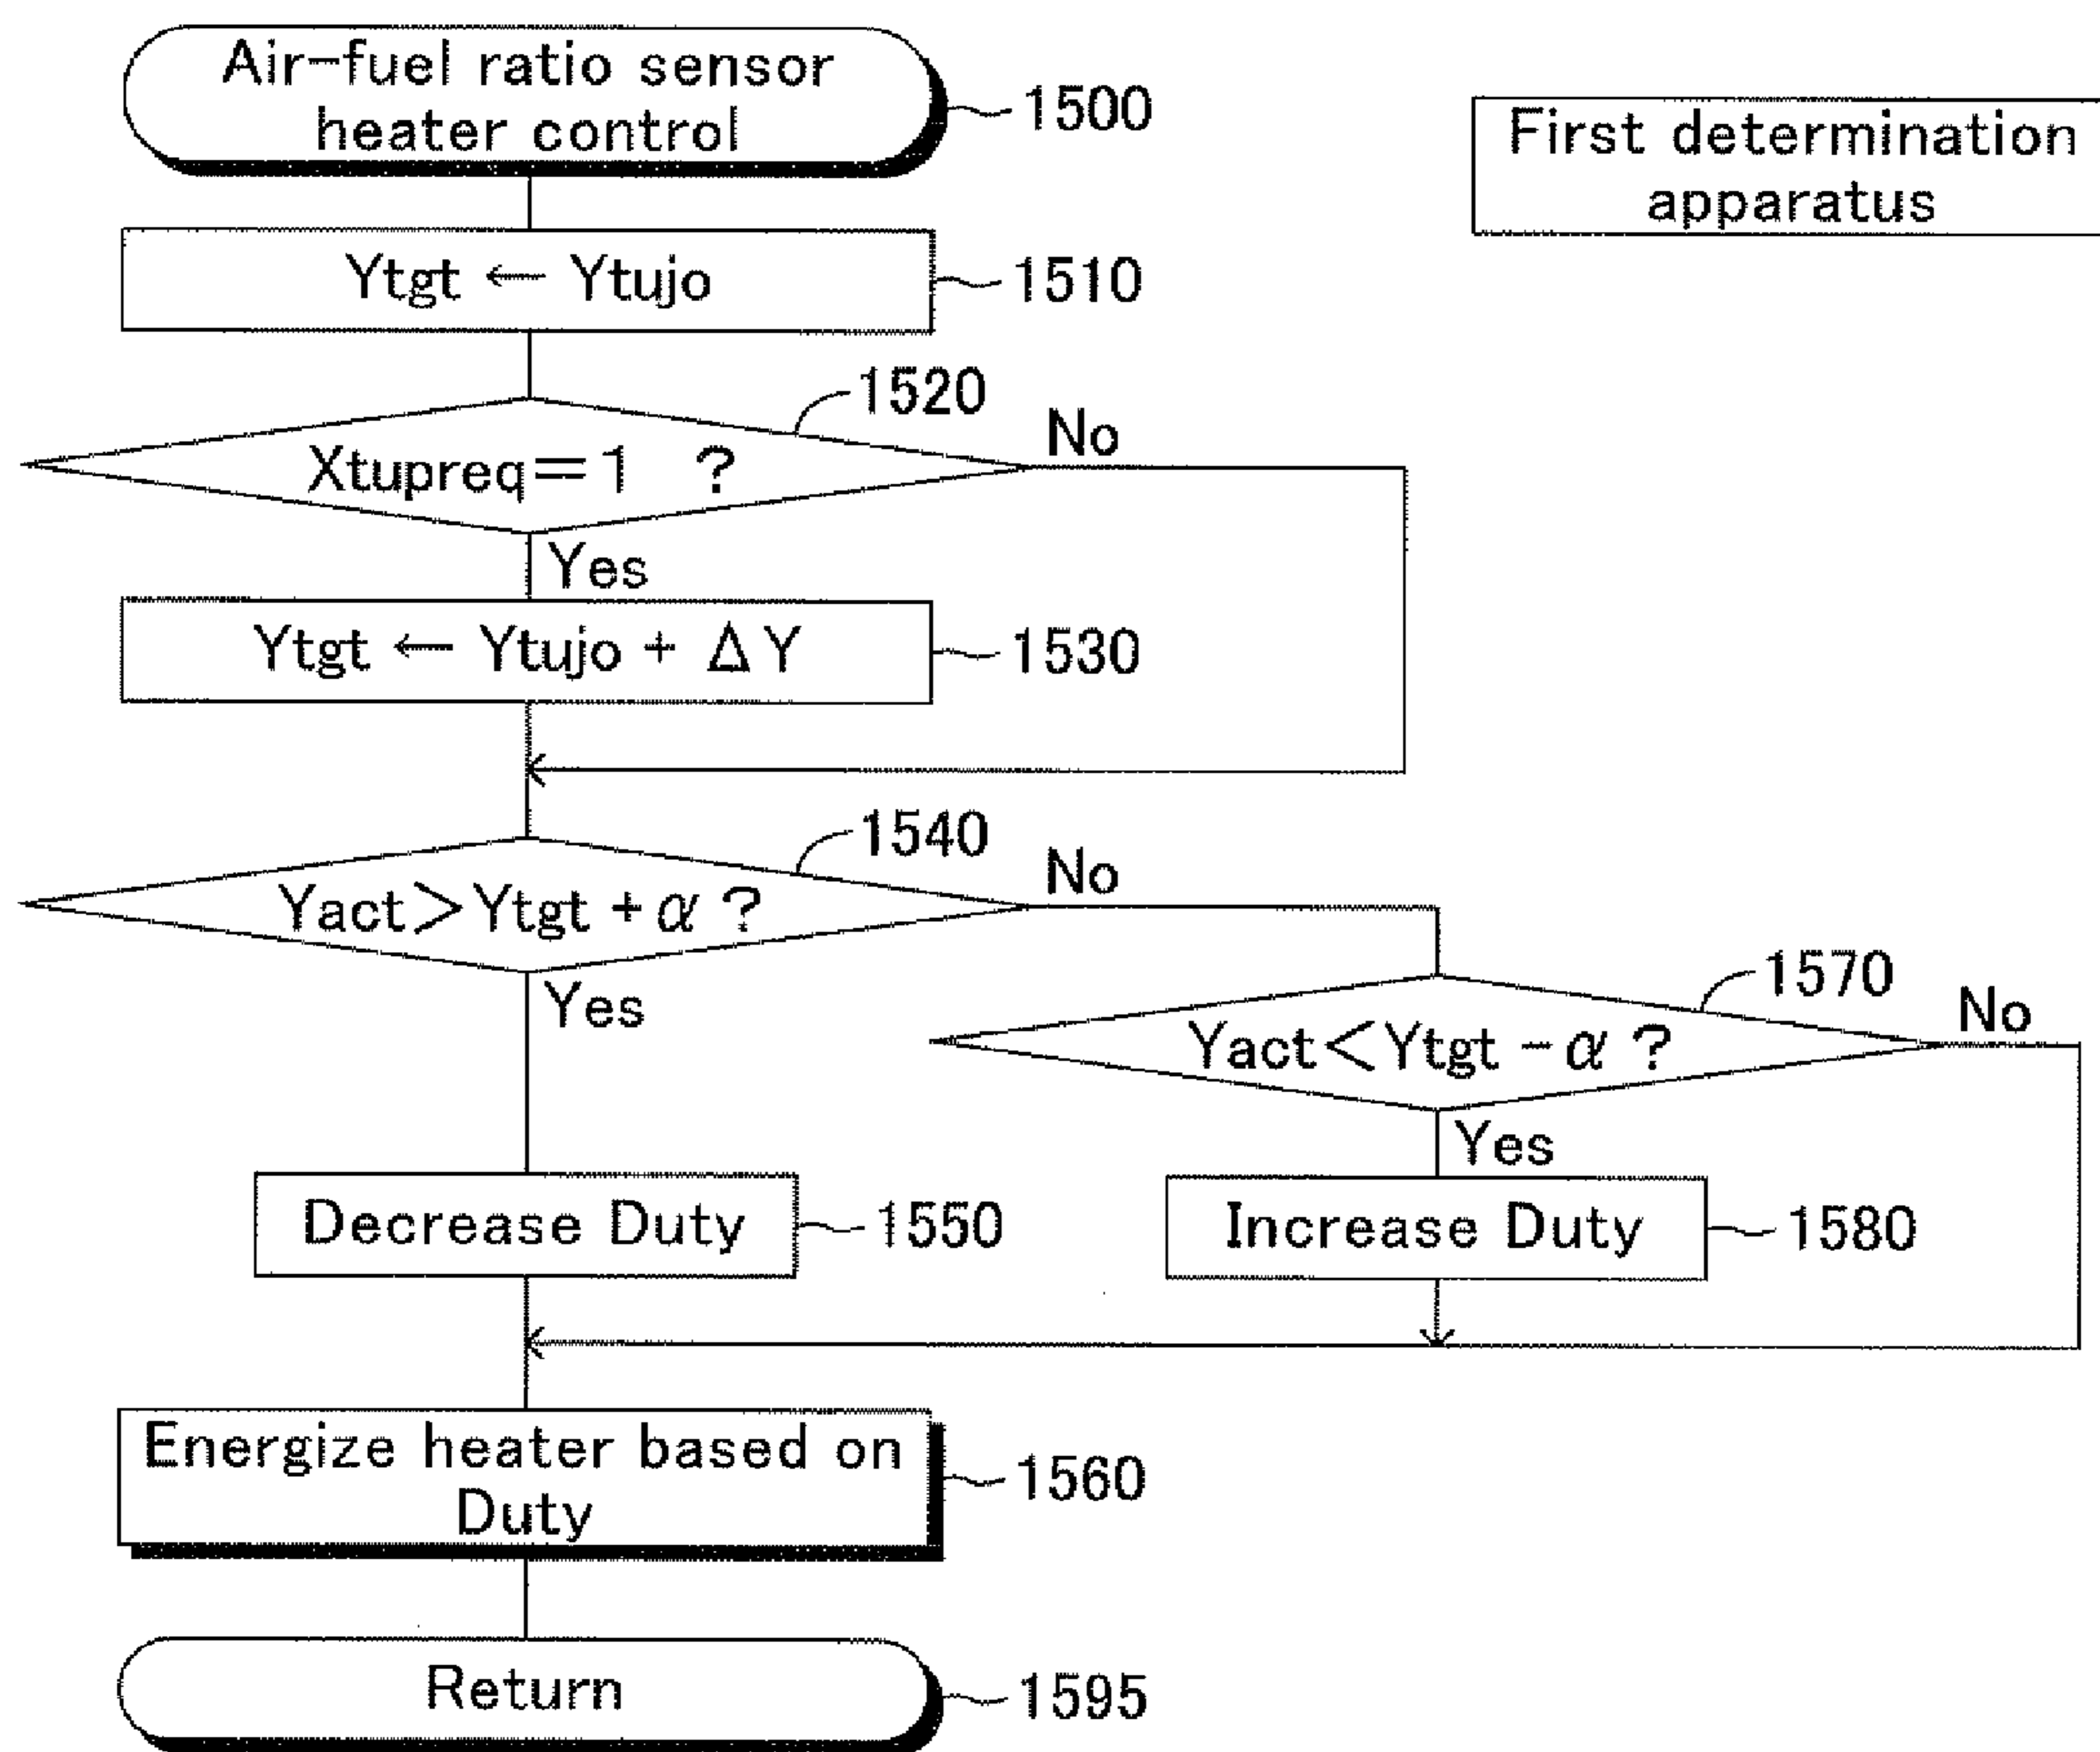 Air-fuel ratio sensor
heater control
1500
First determination
apparatus
Ytgt ← Ytujo
1510
1520
Xtupreq=1 ?
No
Yes
Ytgt ← Ytujo + ΔY
1530
1540
Yact>Ytgt +α ?
No
Yes
1570
Yact<Ytgt -α ?
No
Yes
Decrease Duty
1550
Increase Duty
1580
Energize heater based on
Duty
1560
Return
1595